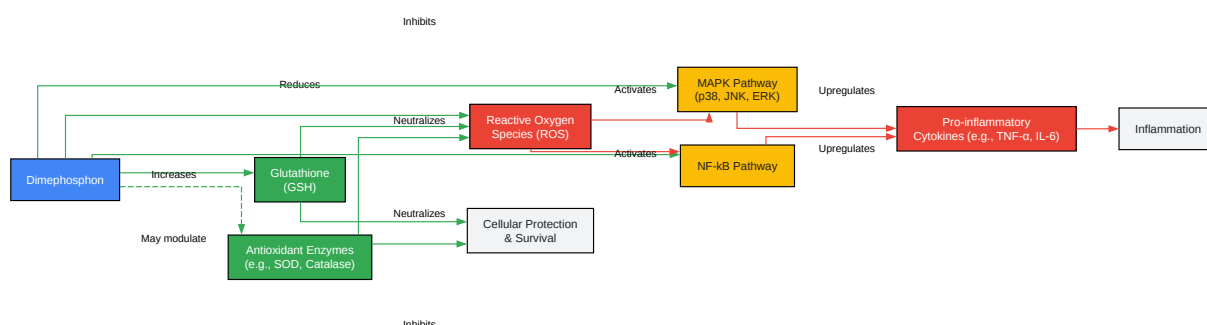 Inhibits
Reduces
MAPK Pathway
(p38, JNK, ERK)
Activates
Upregulates
Neutralizes
Reactive Oxygen
Species (ROS)
Pro-inflammatory
Cytokines (e.g., TNF-α, IL-6)
Inflammation
Activates
Upregulates
NF-kB Pathway
Dimephosphon
Increases
Glutathione
(GSH)
Neutralizes
Cellular Protection
& Survival
May modulate
Antioxidant Enzymes
(e.g., SOD, Catalase)
Inhibits